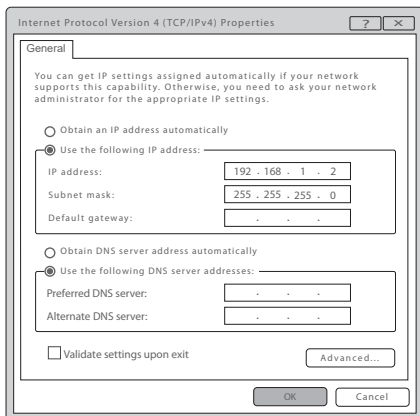 Internet Protocol Version 4 (TCP/IPv4) Properties ? ×
General
You can get IP settings assigned automatically if your network
supports this capability. Otherwise, you need to ask your network
administrator for the appropriate IP settings.
Obtain an IP address automatically
Use the following IP address:
IP address: 192 . 168 . 1 . 2
Subnet mask: 255 . 255 . 255 . 0
Default gateway: . . .
Obtain DNS server address automatically
Use the following DNS server addresses:
Preferred DNS server: . . .
Alternate DNS server: . . .
Validate settings upon exit
Advanced...
OK Cancel